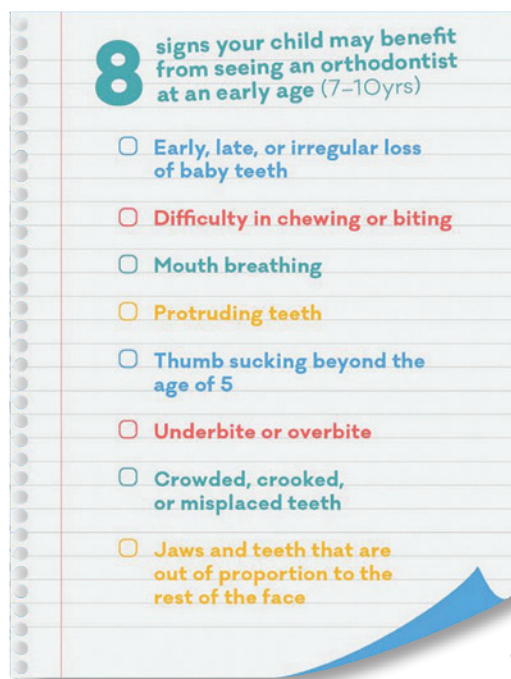 8 signs your child may benefit
from seeing an orthodontist
at an early age (7–10yrs)
Early, late, or irregular loss
of baby teeth
Difficulty in chewing or biting
Mouth breathing
Protruding teeth
Thumb sucking beyond the
age of 5
Underbite or overbite
Crowded, crooked,
or misplaced teeth
Jaws and teeth that are
out of proportion to the
rest of the face